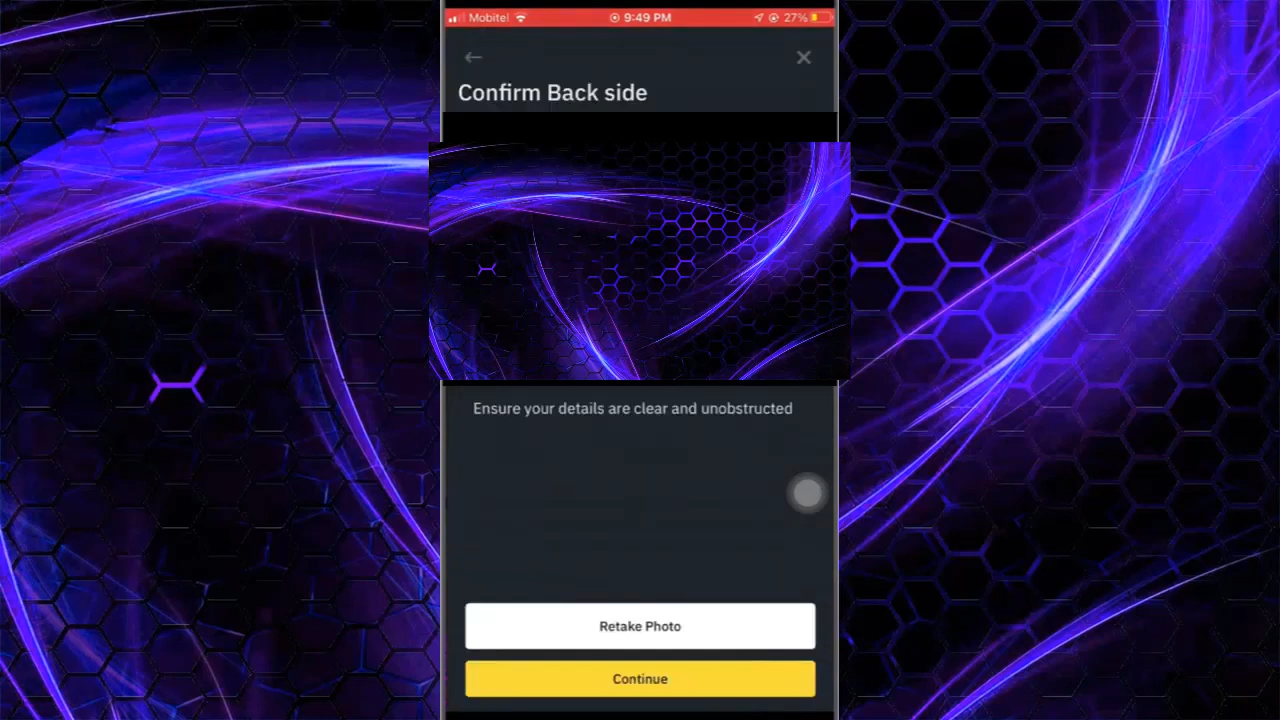 Mobitel 9:49 PM 27%
Confirm Back side
Ensure your details are clear and unobstructed
Retake Photo
Continue